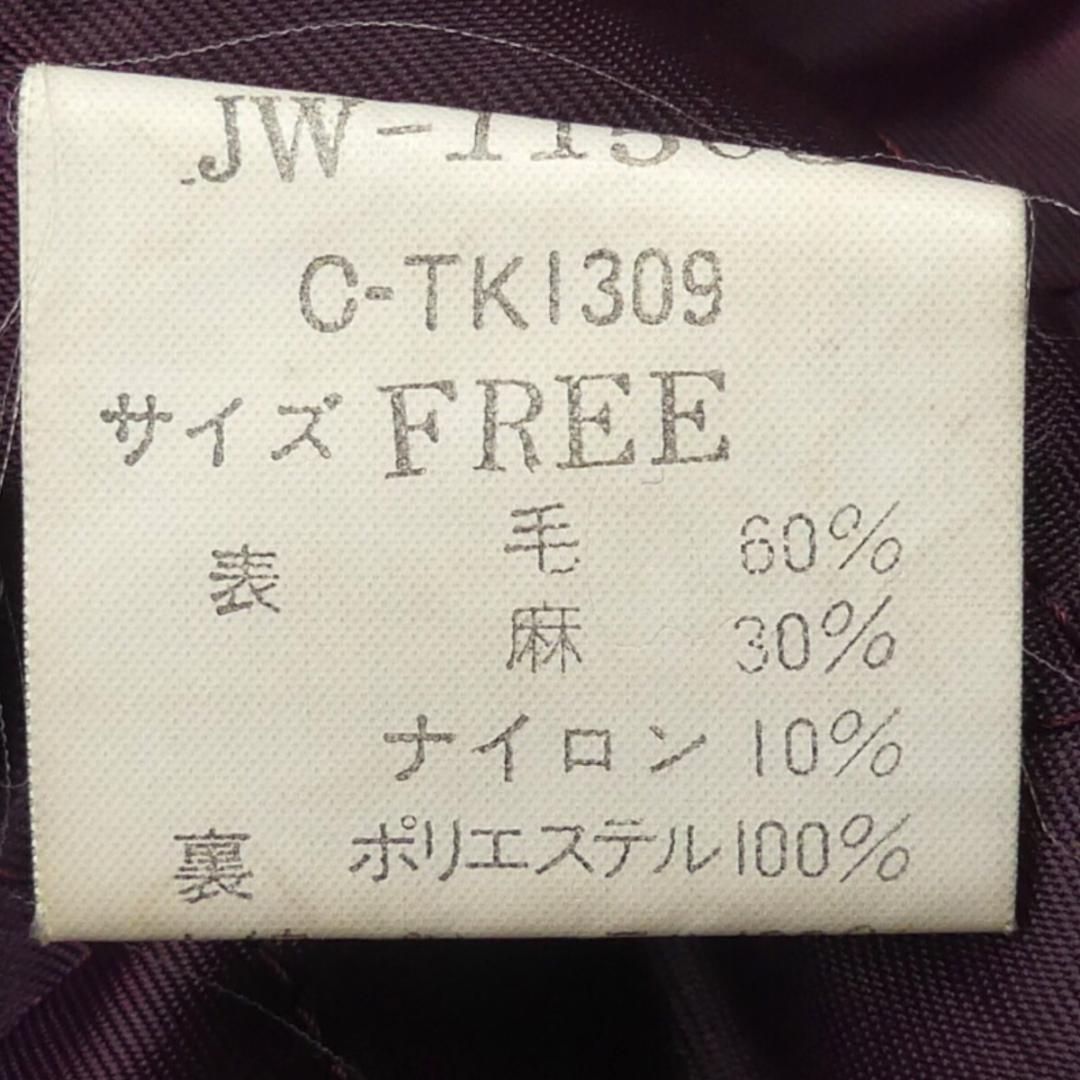 C-TK1309
サイズ FREE
表 毛 60%
麻 30%
ナイロン 10%
裏 ポリエステル 100%